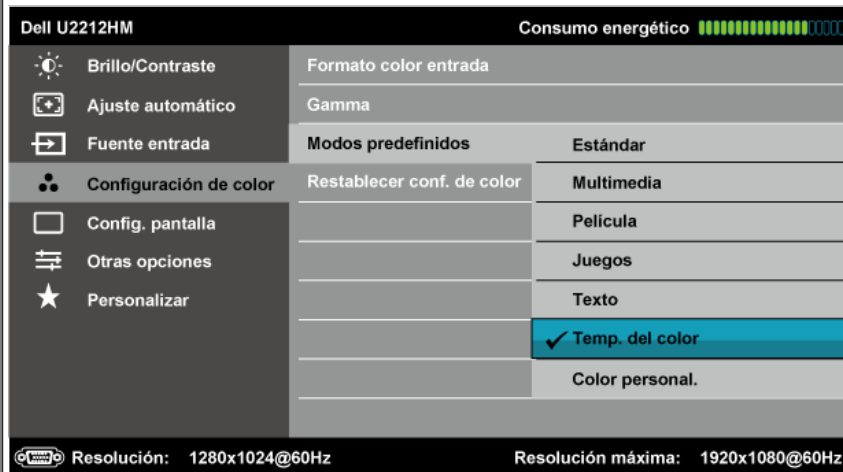 Dell U2212HM Consumo energético
Brillo/Contraste Formato color entrada
Ajuste automático Gamma
Fuente entrada Modos predefinidos Estándar
Configuración de color Restablecer conf. de color Multimedia
Config. pantalla Película
Otras opciones Juegos
Personalizar Texto
Temp. del color
Color personal.
Resolución: 1280x1024@60Hz Resolución máxima: 1920x1080@60Hz